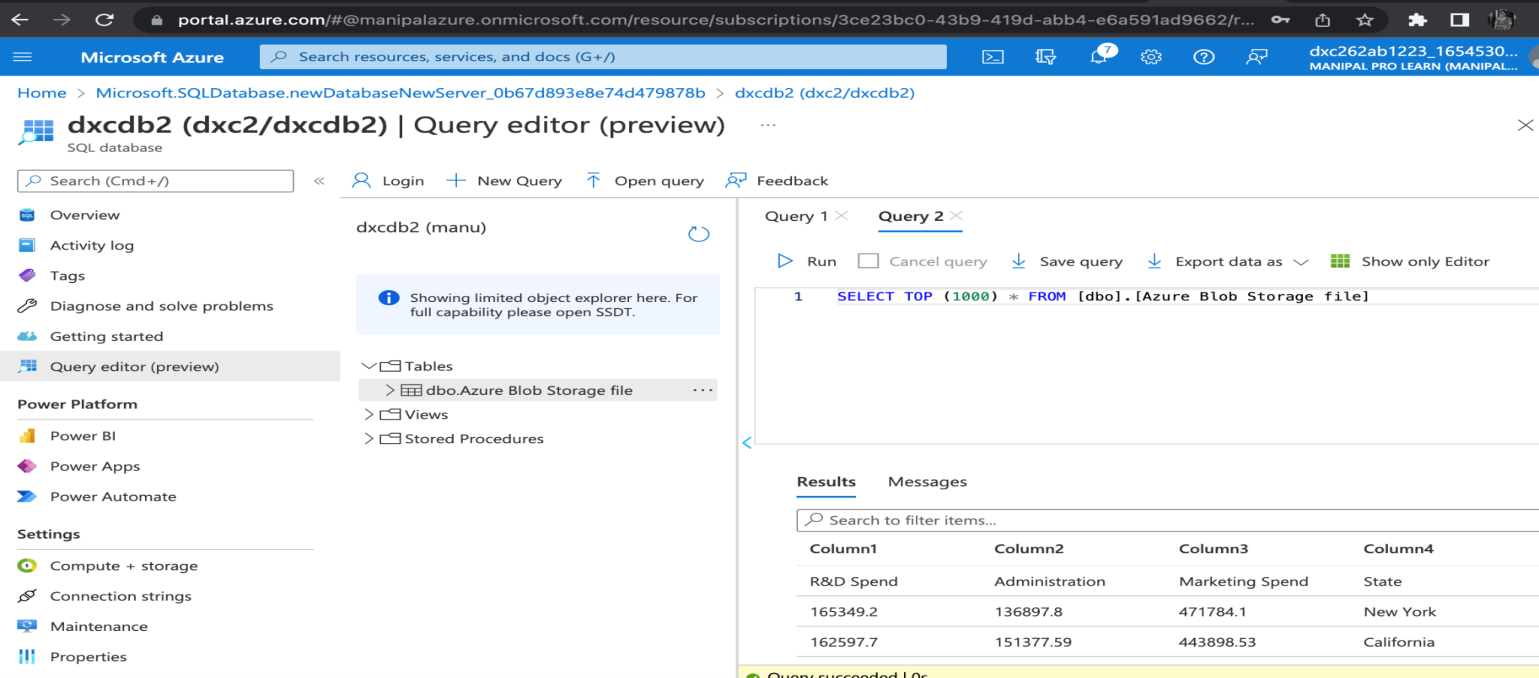 portal.azure.com/#@manipalazure.onmicrosoft.com/resource/subscriptions/3ce23bc0-43b9-419d-abb4-e6a591ad9662/r...
Microsoft Azure
Search resources, services, and docs (G+/)
7
dxc262ab1223_1654530...
MANIPAL PRO LEARN (MANIPAL...
Home > Microsoft.SQLDatabase.newDatabaseNewServer_0b67d893e8e74d479878b > dxcdb2 (dxc2/dxcdb2)
dxcdb2 (dxc2/dxcdb2) | Query editor (preview) ...
SQL database
Search (Cmd+/)
«
Overview
Activity log
Tags
Diagnose and solve problems
Getting started
Query editor (preview)
Power Platform
Power BI
Power Apps
Power Automate
Settings
Compute + storage
Connection strings
Maintenance
Properties
Login
New Query
Open query
Feedback
dxcdb2 (manu)
Showing limited object explorer here. For
full capability please open SSDT.
Tables
dbo.Azure Blob Storage file ...
Views
Stored Procedures
Query 1
Query 2
Run
Cancel query
Save query
Export data as
Show only Editor
1 SELECT TOP (1000) * FROM [dbo].[Azure Blob Storage file]
Results
Messages
Search to filter items...
Column1 Column2 Column3 Column4
R&D Spend Administration Marketing Spend State
165349.2 136897.8 471784.1 New York
162597.7 151377.59 443898.53 California
Query succeeded | 0s